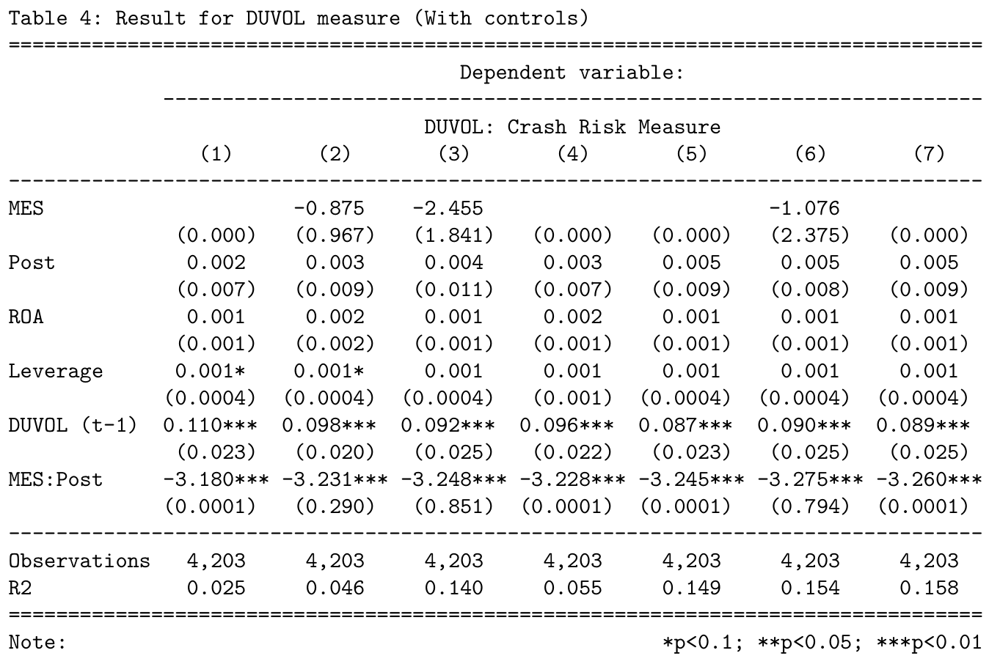 Table 4: Result for DUVOL measure (With controls)
==================================================================================
Dependent variable:
---------------------------------------------------------------------
DUVOL: Crash Risk Measure
(1) (2) (3) (4) (5) (6) (7)
----------------------------------------------------------------------------------
MES -0.875 -2.455 -1.076
(0.000) (0.967) (1.841) (0.000) (0.000) (2.375) (0.000)
Post 0.002 0.003 0.004 0.003 0.005 0.005 0.005
(0.007) (0.009) (0.011) (0.007) (0.009) (0.008) (0.009)
ROA 0.001 0.002 0.001 0.002 0.001 0.001 0.001
(0.001) (0.002) (0.001) (0.001) (0.001) (0.001) (0.001)
Leverage 0.001* 0.001* 0.001 0.001 0.001 0.001 0.001
(0.0004) (0.0004) (0.0004) (0.001) (0.0004) (0.0004) (0.0004)
DUVOL (t-1) 0.110*** 0.098*** 0.092*** 0.096*** 0.087*** 0.090*** 0.089***
(0.023) (0.020) (0.025) (0.022) (0.023) (0.025) (0.025)
MES:Post -3.180*** -3.231*** -3.248*** -3.228*** -3.245*** -3.275*** -3.260***
(0.0001) (0.290) (0.851) (0.0001) (0.0001) (0.794) (0.0001)
----------------------------------------------------------------------------------
Observations 4,203 4,203 4,203 4,203 4,203 4,203 4,203
R2 0.025 0.046 0.140 0.055 0.149 0.154 0.158
==================================================================================
Note: *p<0.1; **p<0.05; ***p<0.01